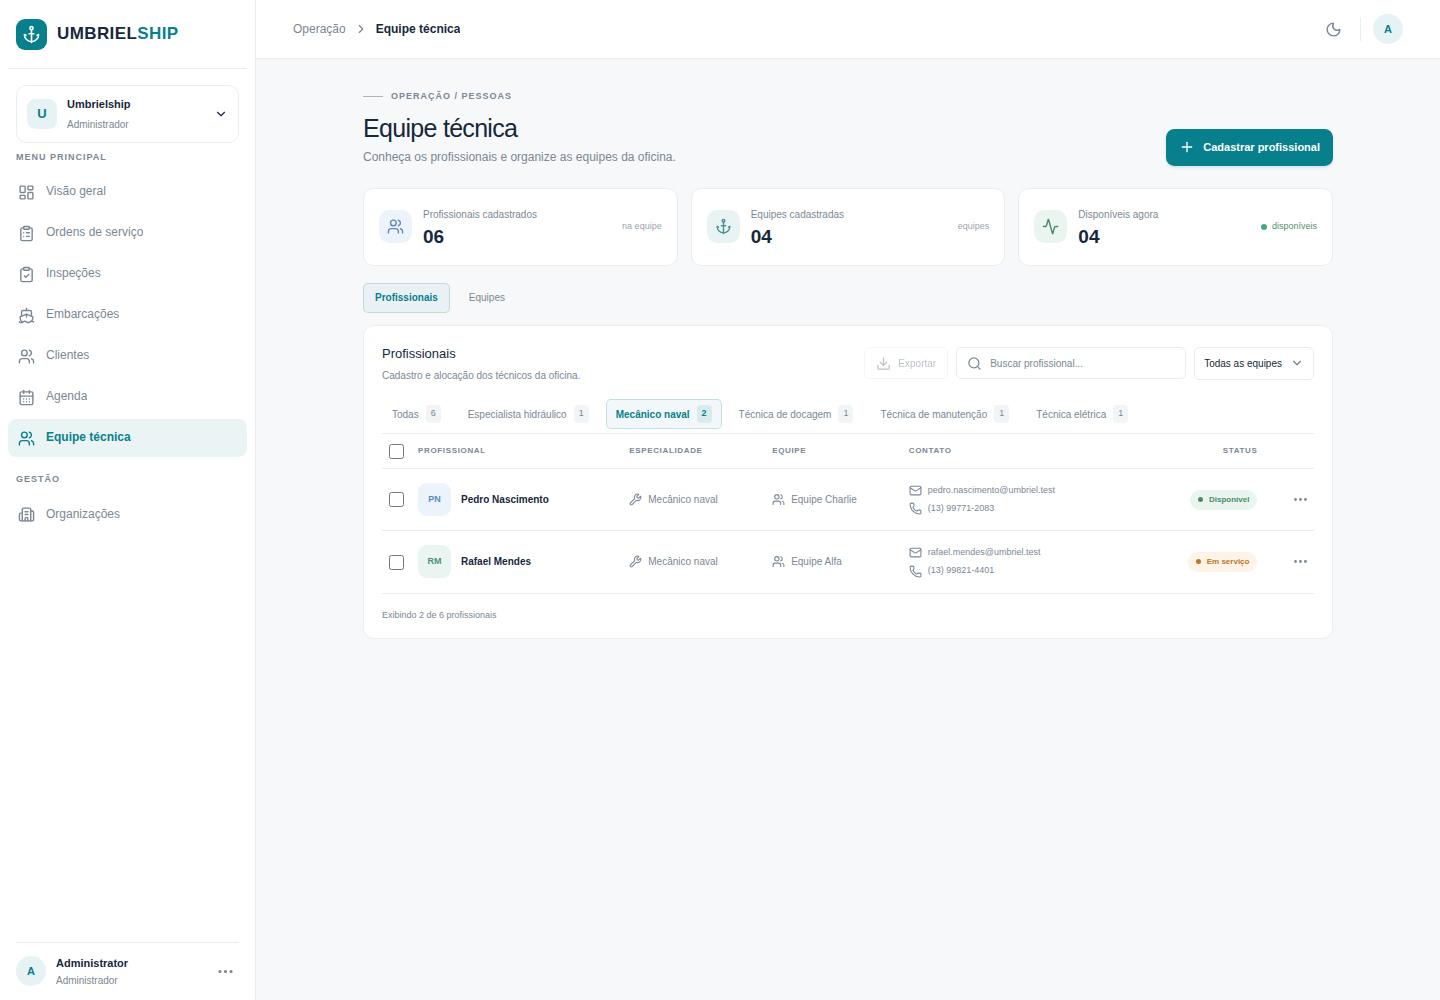 UMBRIELSHIP
U
Umbrielship
Administrador
MENU PRINCIPAL
Visão geral
Ordens de serviço
Inspeções
Embarcações
Clientes
Agenda
Equipe técnica
GESTÃO
Organizações
A
Administrator
Administrador
Operação
Equipe técnica
A
OPERAÇÃO / PESSOAS
Equipe técnica
Conheça os profissionais e organize as equipes da oficina.
Cadastrar profissional
Profissionais cadastrados
06
na equipe
Equipes cadastradas
04
equipes
Disponíveis agora
04
disponíveis
Profissionais
Equipes
Profissionais
Cadastro e alocação dos técnicos da oficina.
Exportar
Buscar profissional...
Todas as equipes
Todas 6
Especialista hidráulico 1
Mecânico naval 2
Técnica de docagem 1
Técnica de manutenção 1
Técnica elétrica 1
PROFISSIONAL ESPECIALIDADE EQUIPE CONTATO STATUS
PN
Pedro Nascimento
Mecânico naval
Equipe Charlie
pedro.nascimento@umbriel.test
(13) 99771-2083
Disponível
RM
Rafael Mendes
Mecânico naval
Equipe Alfa
rafael.mendes@umbriel.test
(13) 99821-4401
Em serviço
Exibindo 2 de 6 profissionais